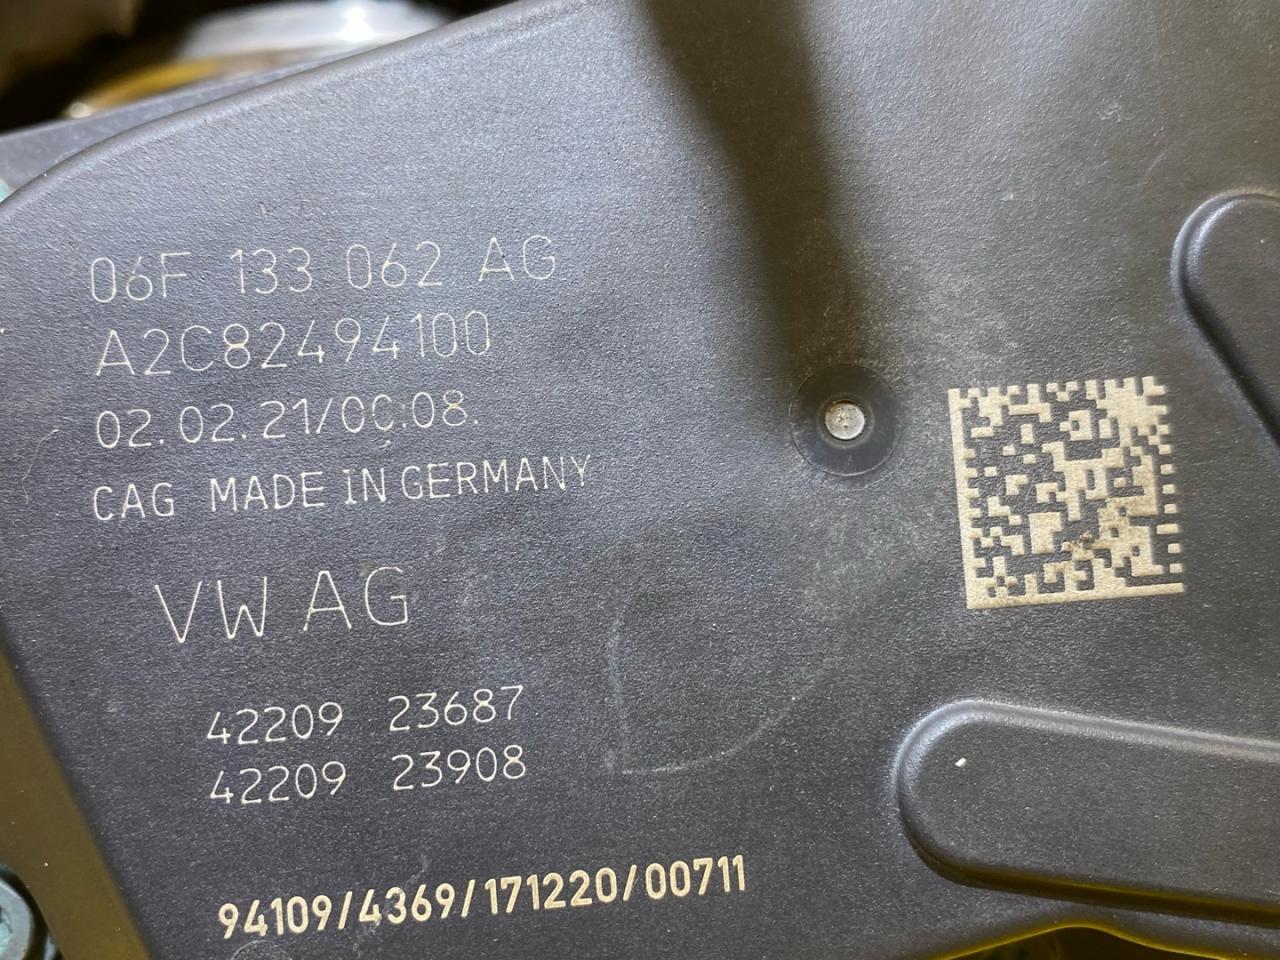 06F 133 062 AG
A2C82494100
02.02.21/00:08.
CAG MADE IN GERMANY
VW AG
42209 23687
42209 23908
94109/4369/171220/00711